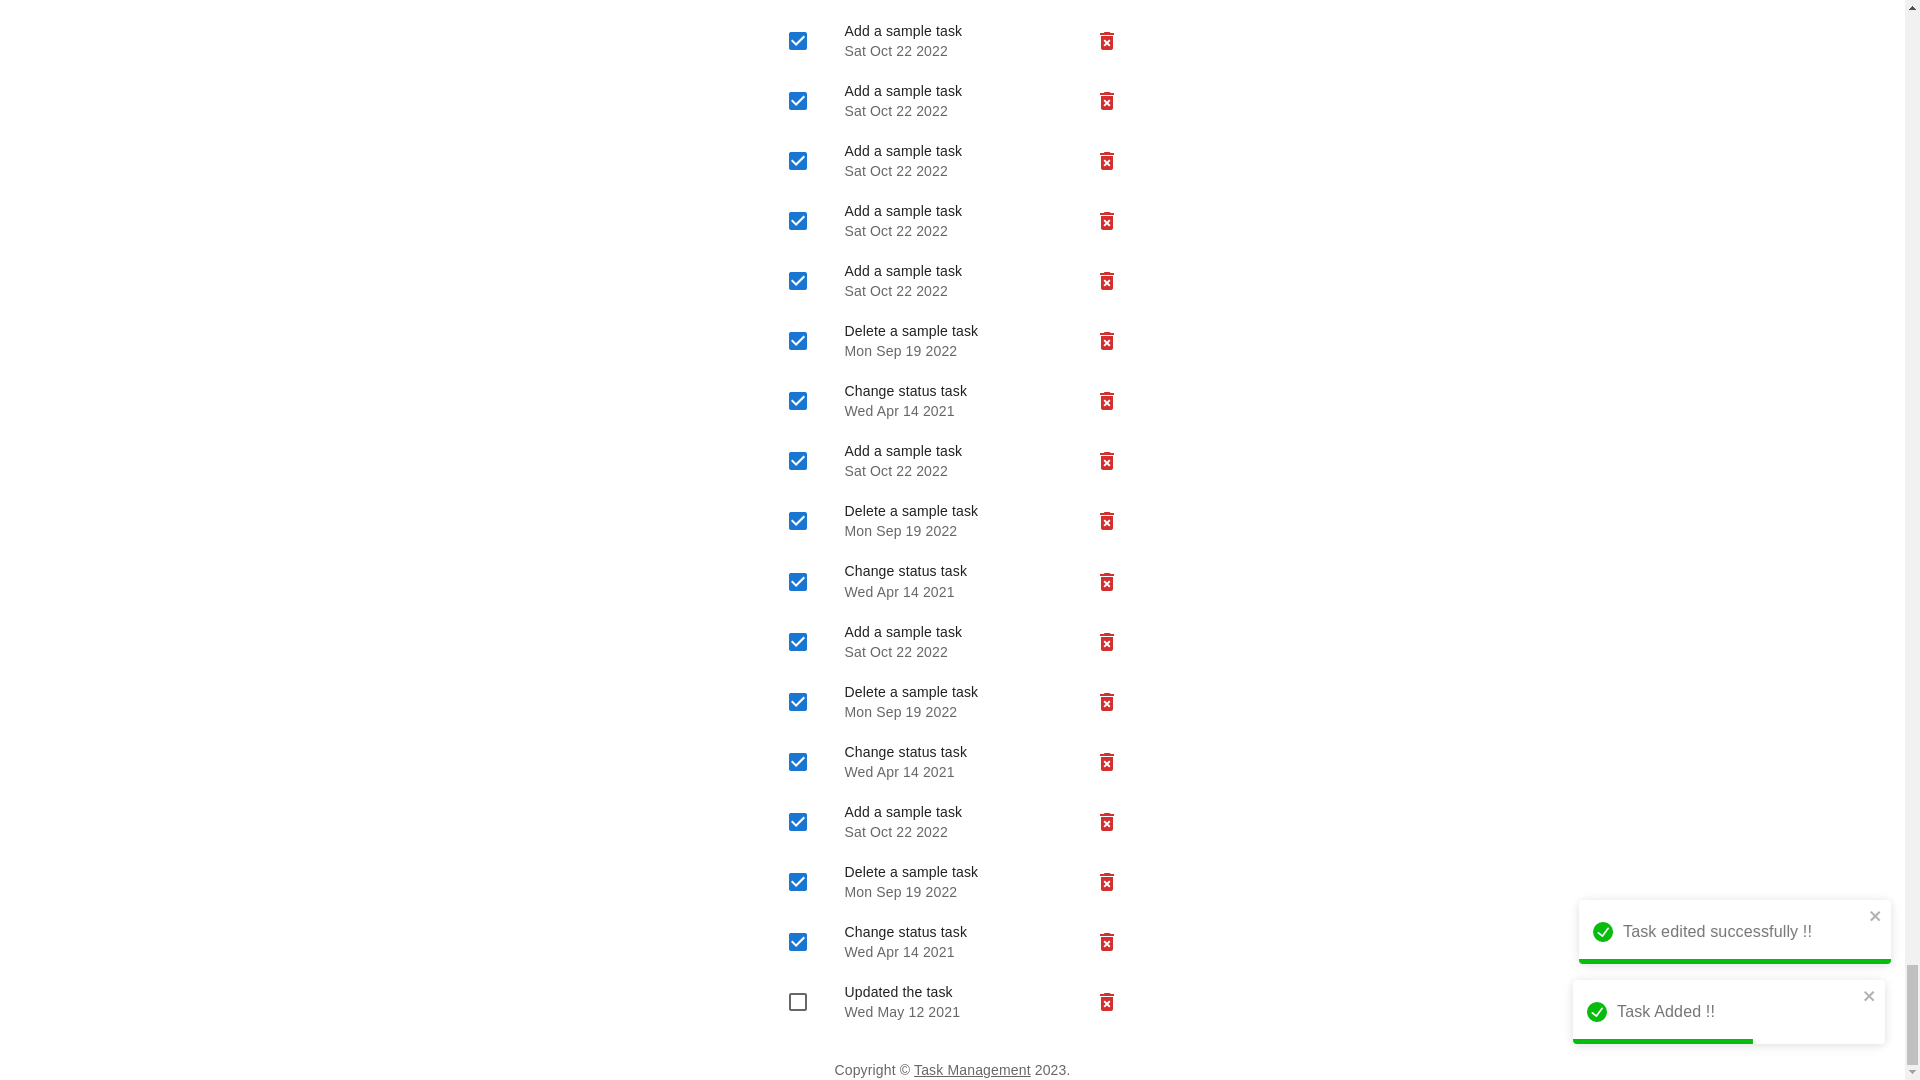 Add a sample task
Sat Oct 22 2022
Add a sample task
Sat Oct 22 2022
Add a sample task
Sat Oct 22 2022
Add a sample task
Sat Oct 22 2022
Add a sample task
Sat Oct 22 2022
Delete a sample task
Mon Sep 19 2022
Change status task
Wed Apr 14 2021
Add a sample task
Sat Oct 22 2022
Delete a sample task
Mon Sep 19 2022
Change status task
Wed Apr 14 2021
Add a sample task
Sat Oct 22 2022
Delete a sample task
Mon Sep 19 2022
Change status task
Wed Apr 14 2021
Add a sample task
Sat Oct 22 2022
Delete a sample task
Mon Sep 19 2022
Change status task
Wed Apr 14 2021
Updated the task
Wed May 12 2021
Task edited successfully !!
Task Added !!
Copyright © Task Management 2023.